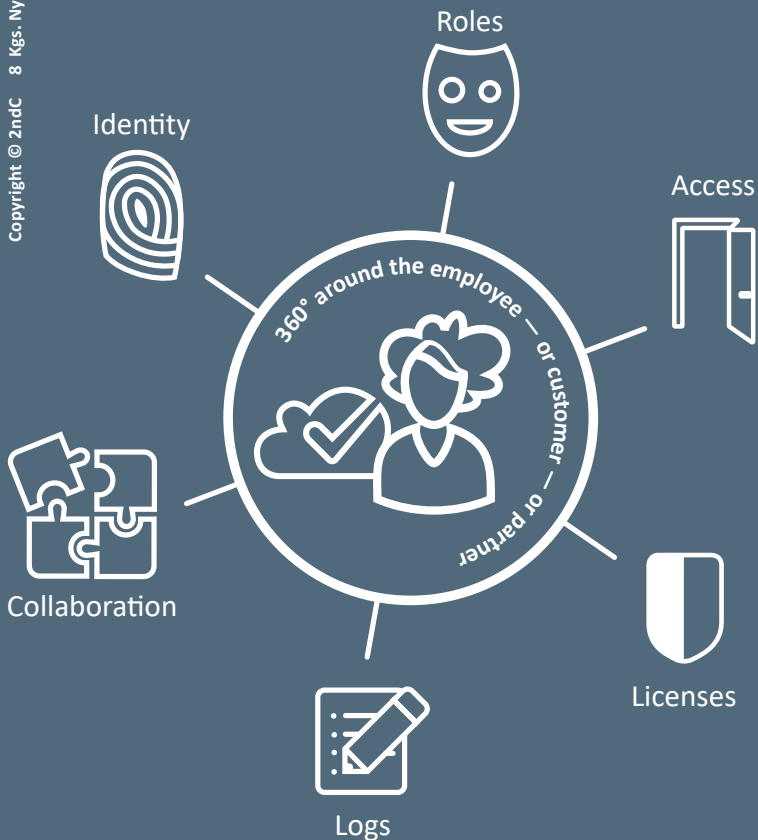 Copyright © 2ndC 8 Kgs. Ny
Roles
Identity
Access
360° around the employee — or customer — or partner
Collaboration
Licenses
Logs